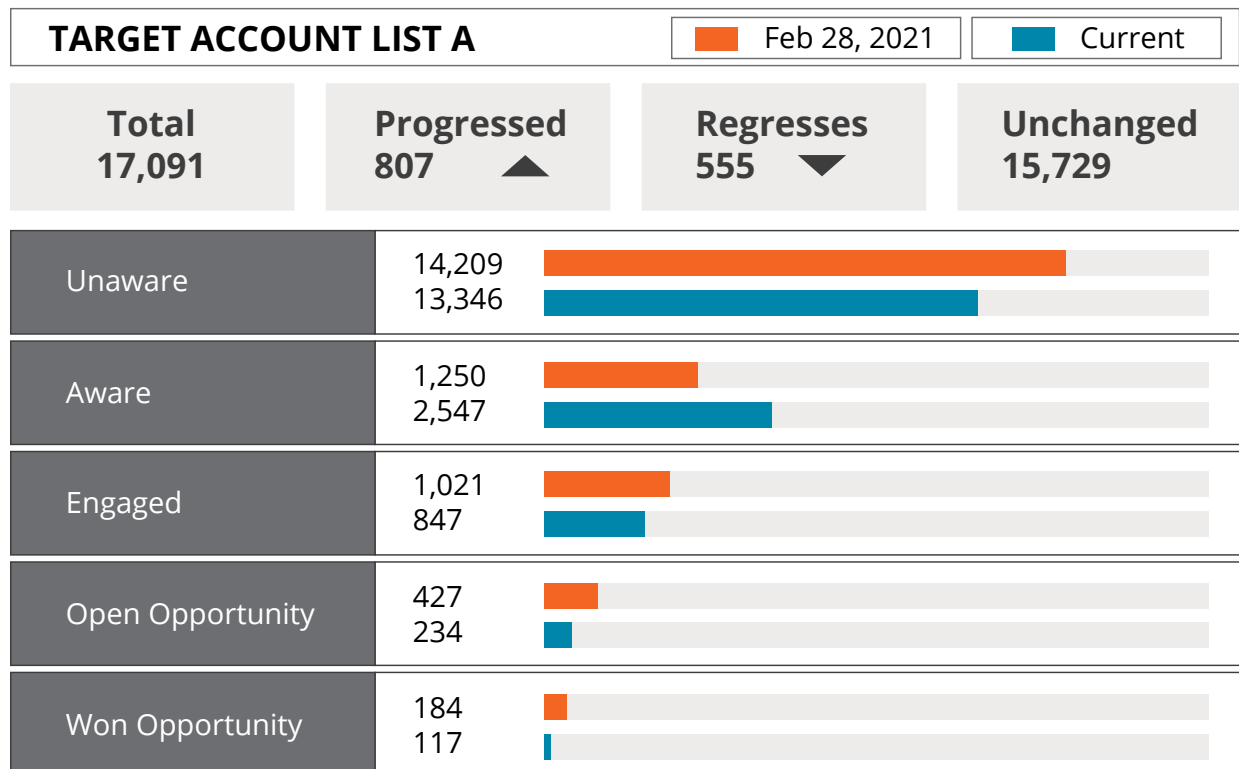 TARGET ACCOUNT LIST A
Feb 28, 2021
Current
Total
17,091
Progressed
807
Regresses
555
Unchanged
15,729
Unaware
14,209
13,346
Aware
1,250
2,547
Engaged
1,021
847
Open Opportunity
427
234
Won Opportunity
184
117